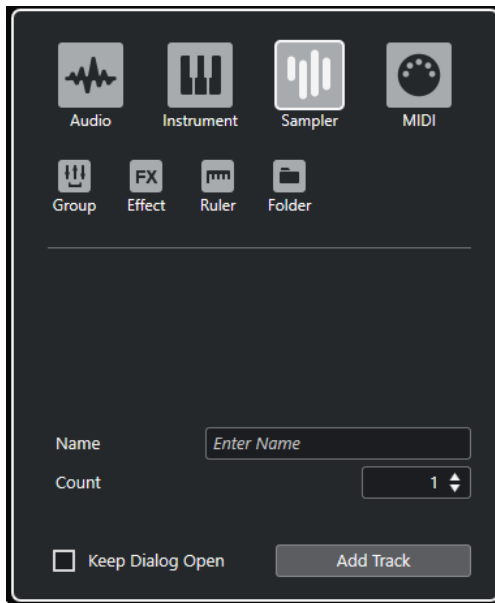 Audio Instrument Sampler MIDI
FX
Group Effect Ruler Folder
Name Enter Name
Count 1
Keep Dialog Open Add Track